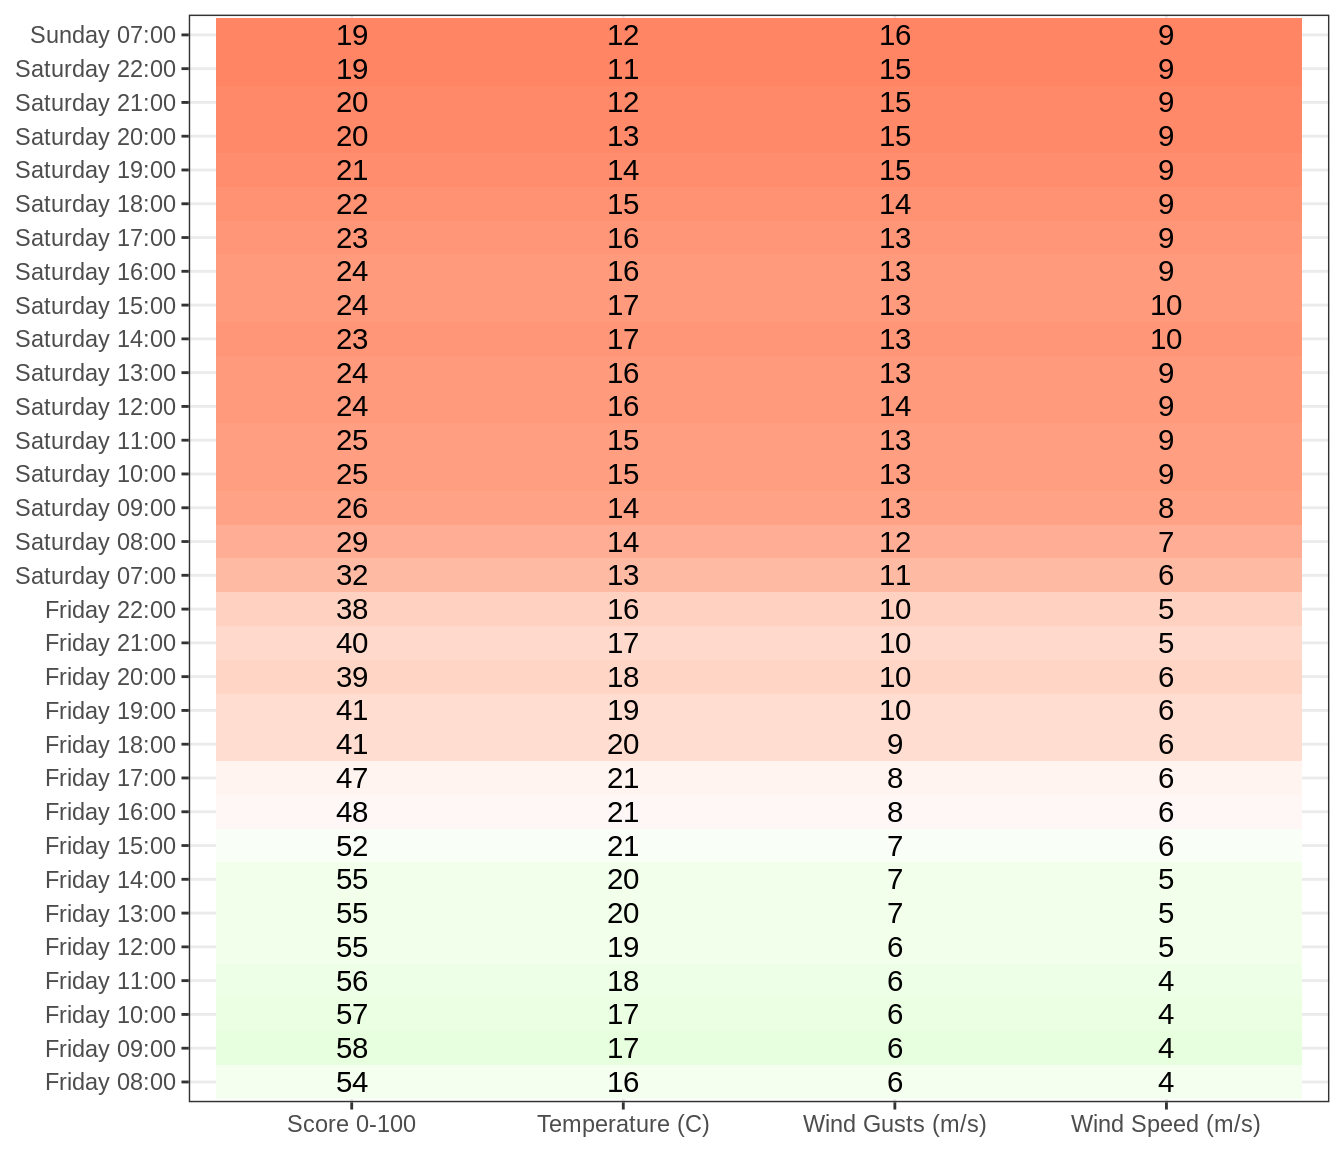 Sunday 07:00 19 12 16 9
Saturday 22:00 19 11 15 9
Saturday 21:00 20 12 15 9
Saturday 20:00 20 13 15 9
Saturday 19:00 21 14 15 9
Saturday 18:00 22 15 14 9
Saturday 17:00 23 16 13 9
Saturday 16:00 24 16 13 9
Saturday 15:00 24 17 13 10
Saturday 14:00 23 17 13 10
Saturday 13:00 24 16 13 9
Saturday 12:00 24 16 14 9
Saturday 11:00 25 15 13 9
Saturday 10:00 25 15 13 9
Saturday 09:00 26 14 13 8
Saturday 08:00 29 14 12 7
Saturday 07:00 32 13 11 6
Friday 22:00 38 16 10 5
Friday 21:00 40 17 10 5
Friday 20:00 39 18 10 6
Friday 19:00 41 19 10 6
Friday 18:00 41 20 9 6
Friday 17:00 47 21 8 6
Friday 16:00 48 21 8 6
Friday 15:00 52 21 7 6
Friday 14:00 55 20 7 5
Friday 13:00 55 20 7 5
Friday 12:00 55 19 6 5
Friday 11:00 56 18 6 4
Friday 10:00 57 17 6 4
Friday 09:00 58 17 6 4
Friday 08:00 54 16 6 4
Score 0-100 Temperature (C) Wind Gusts (m/s) Wind Speed (m/s)